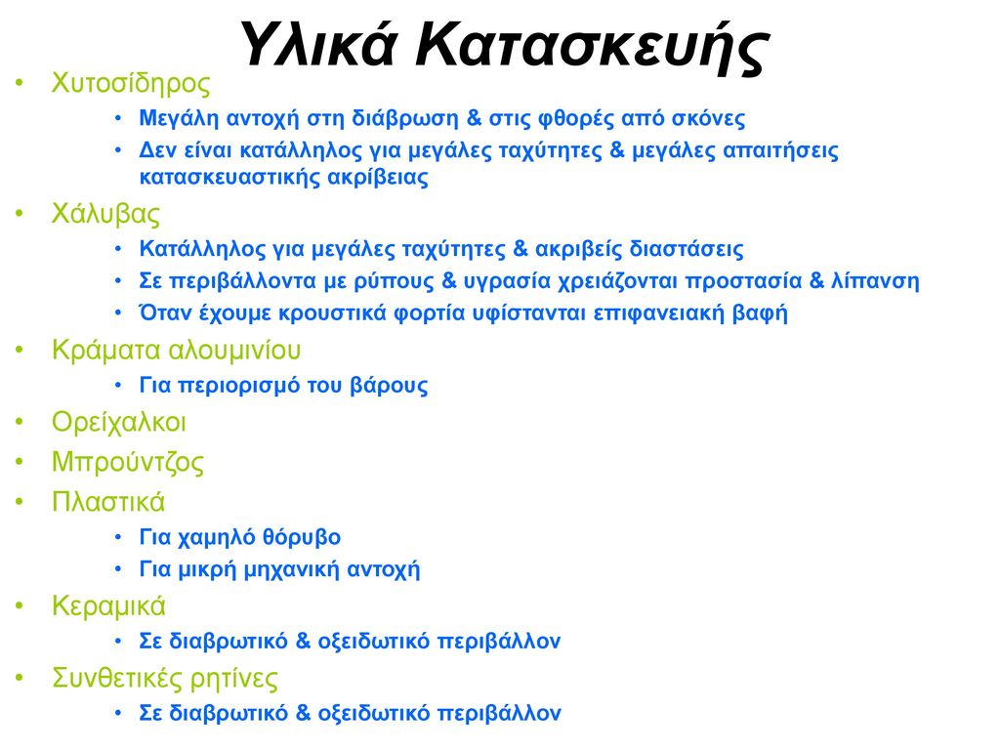 Υλικά Κατασκευής
• Χυτοσίδηρος
• Μεγάλη αντοχή στη διάβρωση & στις φθορές από σκόνες
• Δεν είναι κατάλληλος για μεγάλες ταχύτητες & μεγάλες απαιτήσεις
κατασκευαστικής ακρίβειας
• Χάλυβας
• Κατάλληλος για μεγάλες ταχύτητες & ακριβείς διαστάσεις
• Σε περιβάλλοντα με ρύπους & υγρασία χρειάζονται προστασία & λίπανση
• Όταν έχουμε κρουστικά φορτία υφίστανται επιφανειακή βαφή
• Κράματα αλουμινίου
• Για περιορισμό του βάρους
• Ορείχαλκοι
• Μπρούντζος
• Πλαστικά
• Για χαμηλό θόρυβο
• Για μικρή μηχανική αντοχή
• Κεραμικά
• Σε διαβρωτικό & οξειδωτικό περιβάλλον
• Συνθετικές ρητίνες
• Σε διαβρωτικό & οξειδωτικό περιβάλλον